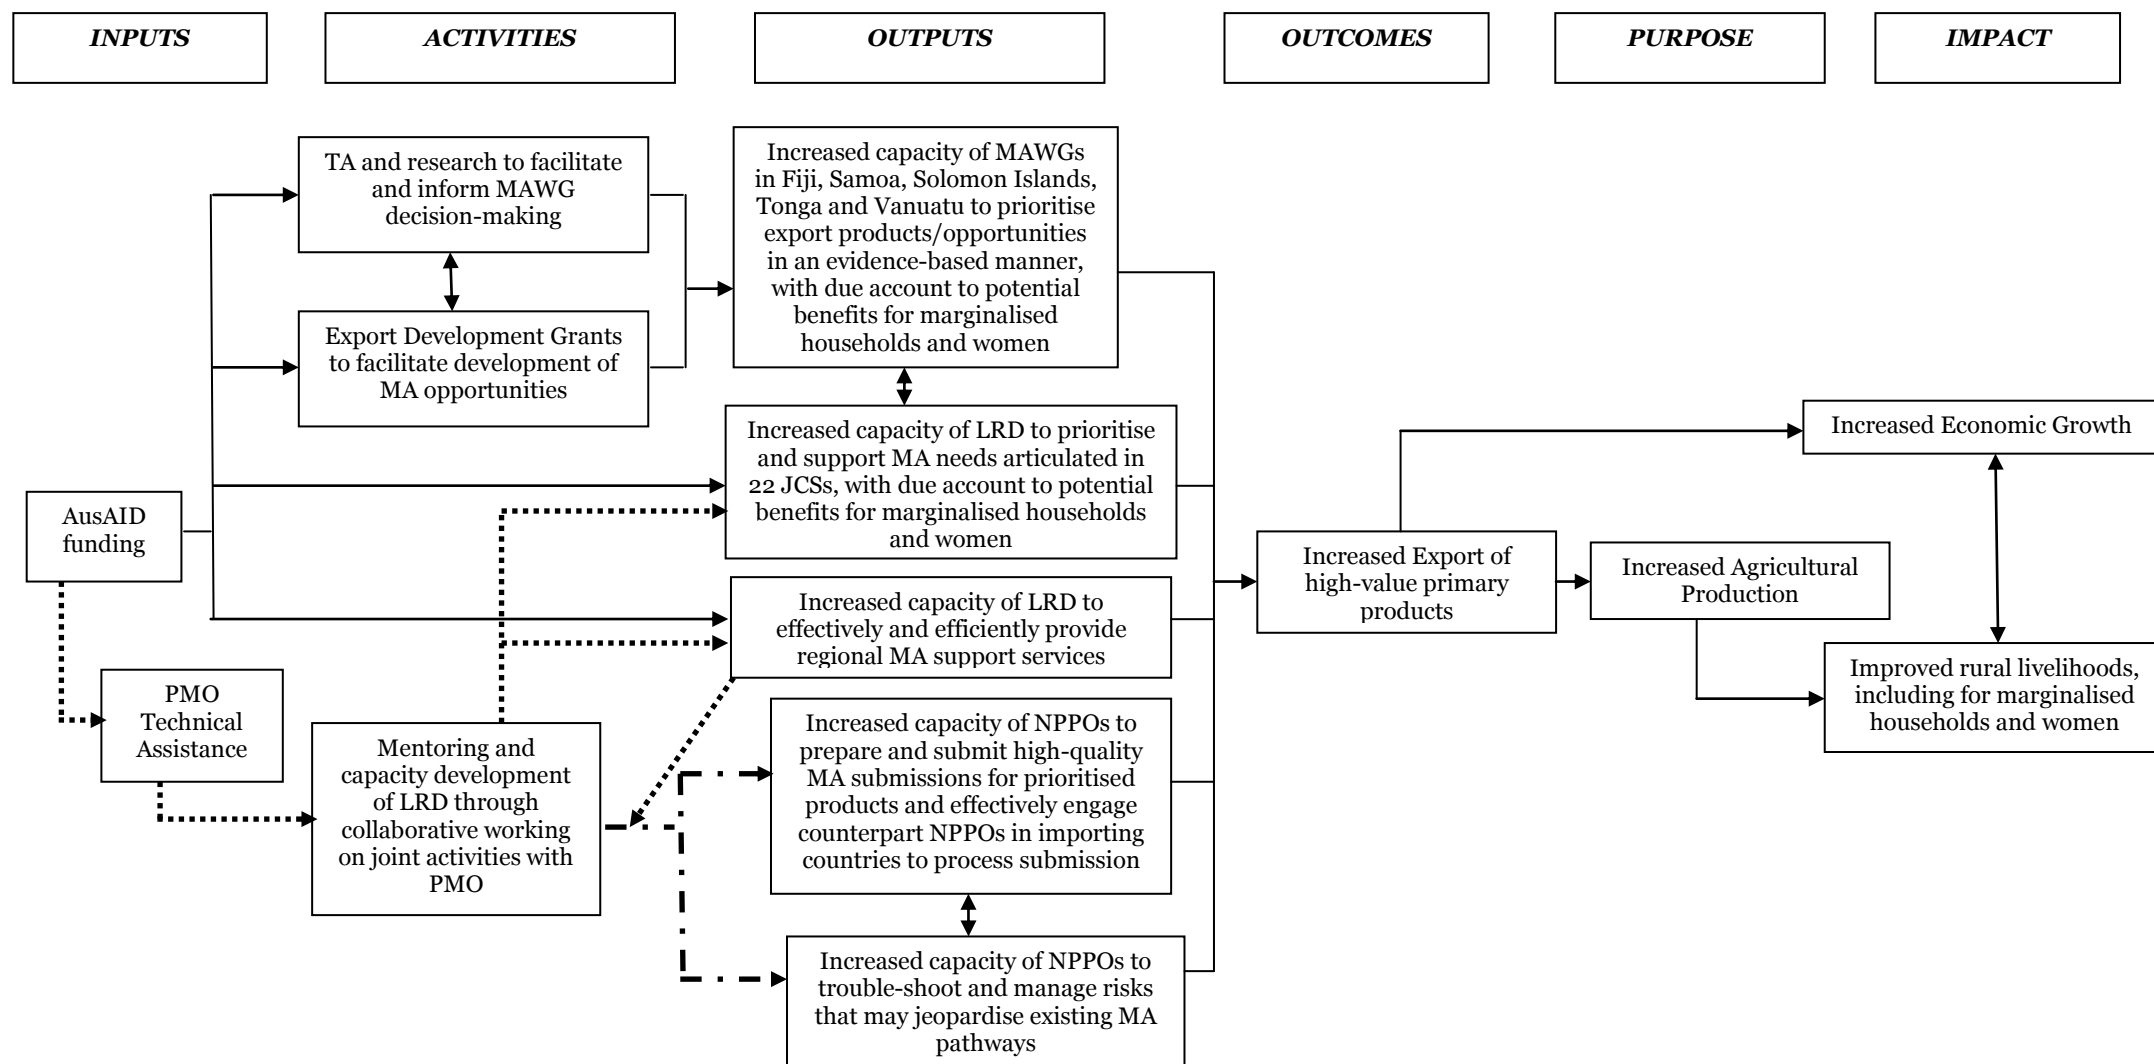 INPUTS
ACTIVITIES
OUTPUTS
OUTCOMES
PURPOSE
IMPACT
TA and research to facilitate
and inform MAWG
decision-making
Export Development Grants
to facilitate development of
MA opportunities
Increased capacity of MAWGs
in Fiji, Samoa, Solomon Islands,
Tonga and Vanuatu to prioritise
export products/opportunities
in an evidence-based manner,
with due account to potential
benefits for marginalised
households and women
Increased capacity of LRD to prioritise
and support MA needs articulated in
22 JCSs, with due account to potential
benefits for marginalised households
and women
AusAID
funding
Increased capacity of LRD to
effectively and efficiently provide
regional MA support services
PMO
Technical
Assistance
Mentoring and
capacity development
of LRD through
collaborative working
on joint activities with
PMO
Increased capacity of NPPOs to
prepare and submit high-quality
MA submissions for prioritised
products and effectively engage
counterpart NPPOs in importing
countries to process submission
Increased capacity of NPPOs to
trouble-shoot and manage risks
that may jeopardise existing MA
pathways
Increased Export of
high-value primary
products
Increased Agricultural
Production
Increased Economic Growth
Improved rural livelihoods,
including for marginalised
households and women